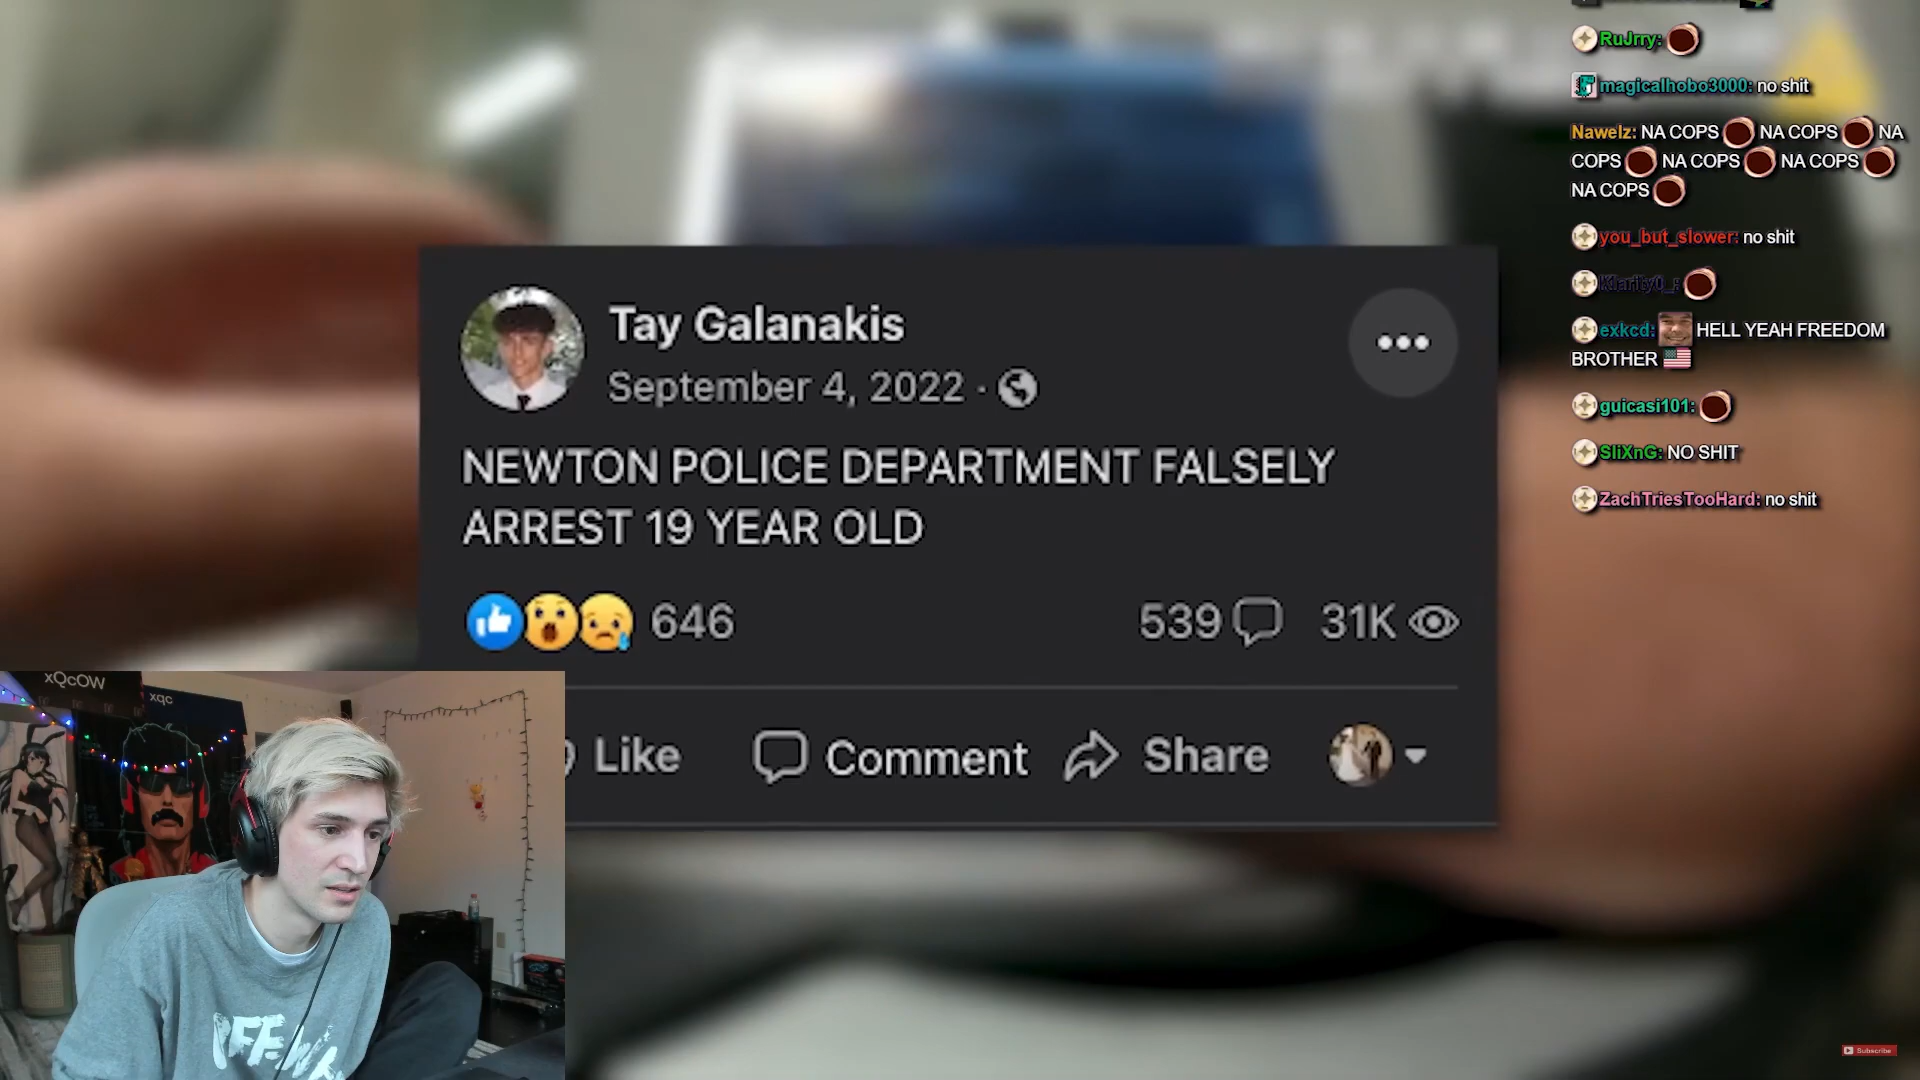 RuJrry:
magicalhobo3000: no shit
Nawelz: NA COPS NA COPS NA
COPS NA COPS NA COPS
NA COPS
you_but_slower: no shit
exkcd: HELL YEAH FREEDOM
BROTHER
guicasi101:
SliXnG: NO SHIT
ZachTriesTooHard: no shit
Tay Galanakis
September 4, 2022 ·
NEWTON POLICE DEPARTMENT FALSELY
ARREST 19 YEAR OLD
646 539 31K
Like Comment Share
xQcOW
xqc
Subscribe